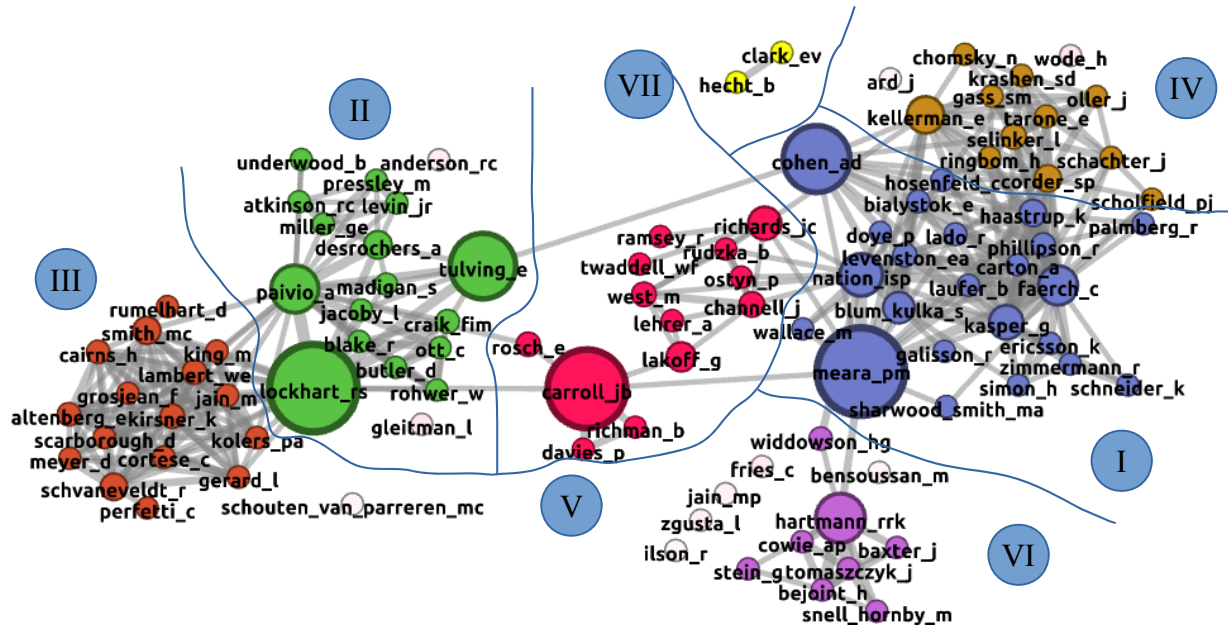 clark_ev
hecht_b
VII
chomsky_n
wode_h
krashen_sd
ard_j
gass_sm
oller_j
IV
kellerman_e
tarone_e
selinker_l
ringbom_h
schachter_j
corder_sp
scholfield_pj
II
underwood_b
anderson_rc
pressley_m
atkinson_rc
levin_jr
miller_ge
desrochers_a
tulving_e
paivio_a
madigan_s
jacoby_l
craik_fim
blake_r
ott_c
butler_d
lockhart_rs
rohwer_w
gleitman_l
III
rumelhart_d
smith_mc
cairns_h
king_m
lambert_we
grosjean_f
jain_m
altenberg_e
kirsner_k
scarborough_d
kolers_pa
meyer_d
cortese_c
gerard_l
schvaneveldt_r
perfetti_c
schouten_van_parreren_mc
cohen_ad
hosenfeld_c
bialystok_e
haastrup_k
palmberg_r
doye_p
lado_r
phillipson_r
levenston_ea
carton_a
nation_isp
laufer_b
faerch_c
blum_kulka_s
wallace_m
kasper_g
galisson_r
ericsson_k
meara_pm
zimmermann_r
simon_h
schneider_k
sharwood_smith_ma
I
richards_jc
ramsey_r
rudzka_b
twaddell_wf
ostyn_p
west_m
channell_j
lehrer_a
rosch_e
lakoff_g
carroll_jb
richman_b
davies_p
V
widdowson_hg
fries_c
bensoussan_m
jain_mp
zgusta_l
hartmann_rrk
ilson_r
cowie_ap
baxter_j
stein_g
tomaszczyk_j
bejoint_h
snell_hornby_m
VI